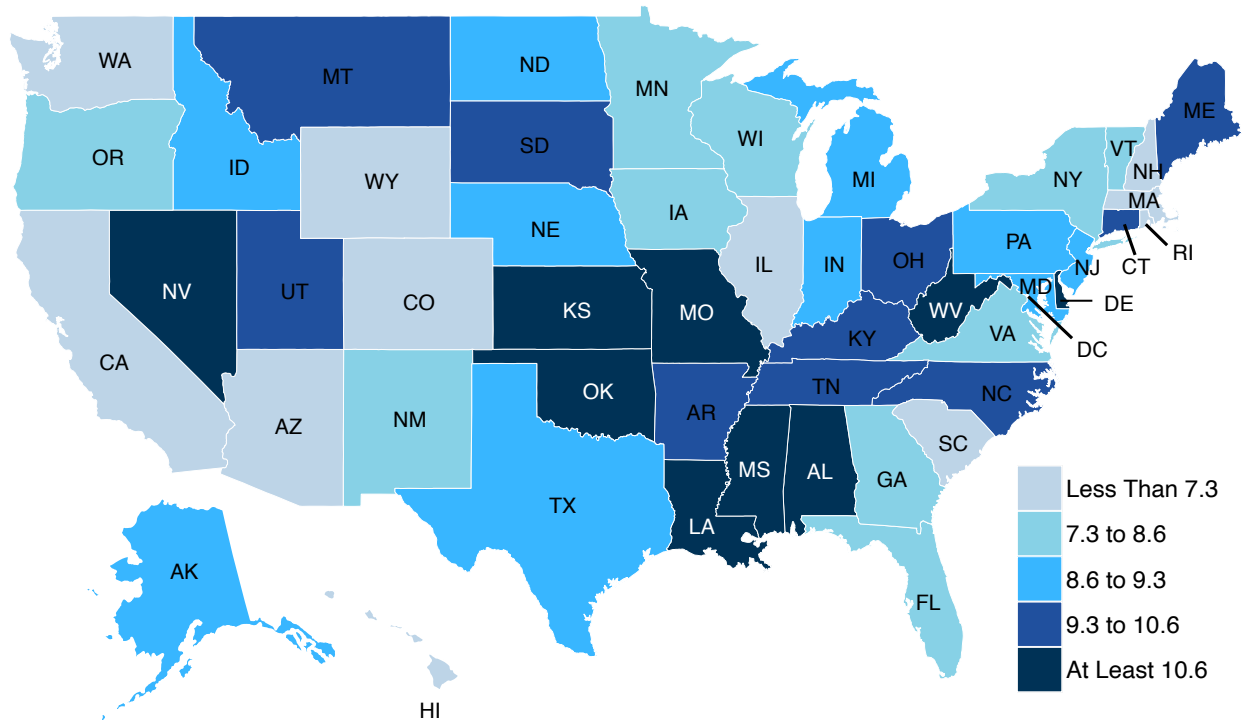 WA
MT
ND
MN
ME
OR
ID
SD
WI
VT
NH
WY
MI
NY
MA
NE
IA
PA
RI
NV
UT
CO
IL
IN
OH
NJ
CT
KS
MO
WV
MD
DE
CA
KY
VA
DC
OK
TN
NC
AZ
NM
AR
SC
MS
AL
GA
TX
LA
AK
FL
HI
Less Than 7.3
7.3 to 8.6
8.6 to 9.3
9.3 to 10.6
At Least 10.6